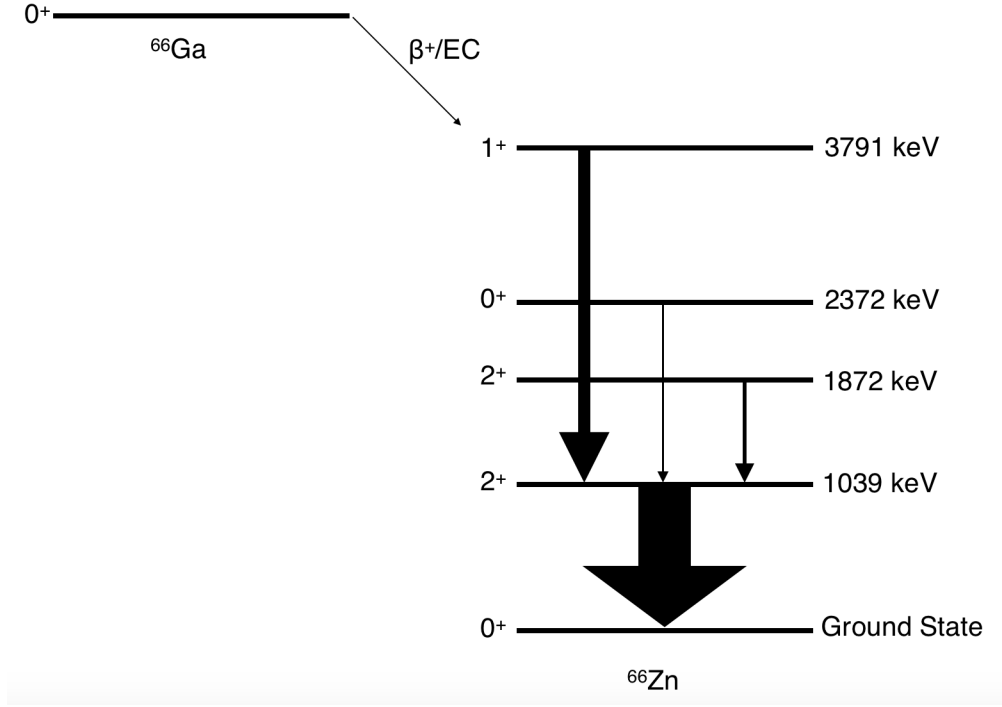 0⁺
⁶⁶Ga
β⁺/EC
1⁺ 3791 keV
0⁺ 2372 keV
2⁺ 1872 keV
2⁺ 1039 keV
0⁺ Ground State
⁶⁶Zn